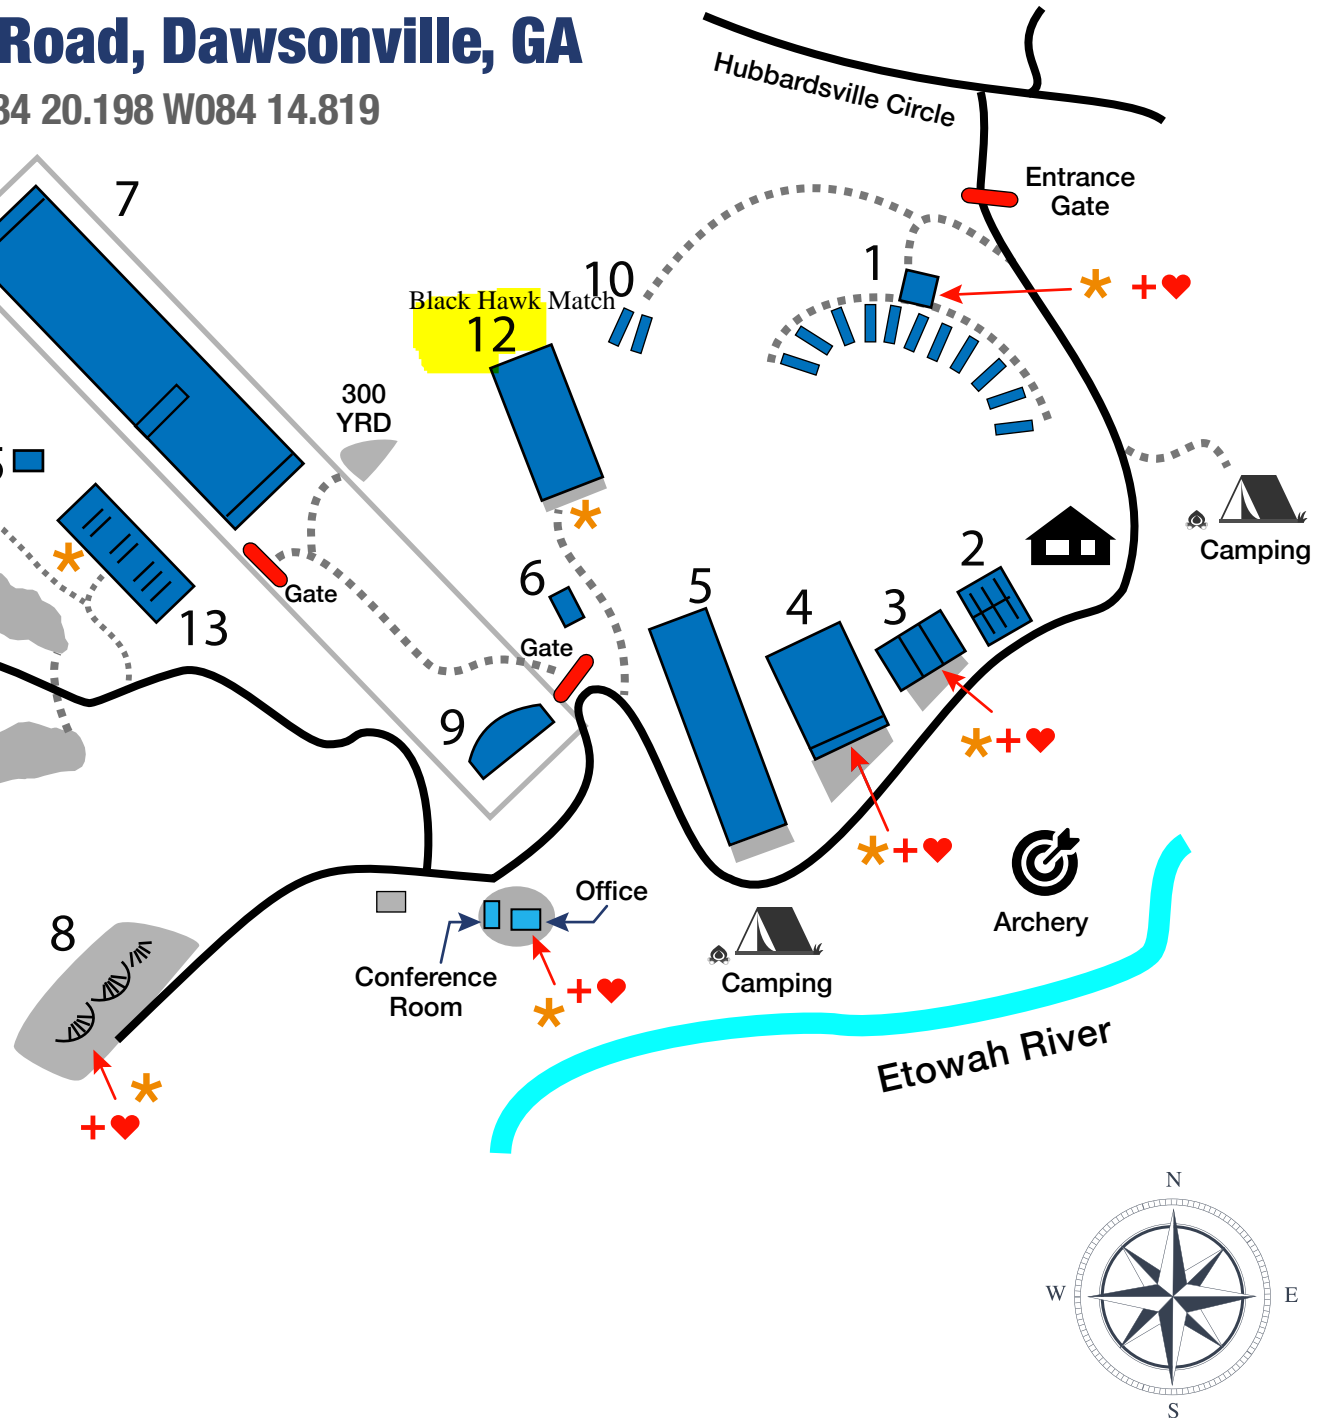 Road, Dawsonville, GA
34 20.198 W084 14.819
Hubbardsville Circle
Entrance
Gate
7
10
1
Black Hawk Match
12
300
YRD
Camping
2
6
5
4
3
Gate
13
Gate
9
8
Office
Conference
Room
Archery
Camping
Etowah River
N
W
E
S